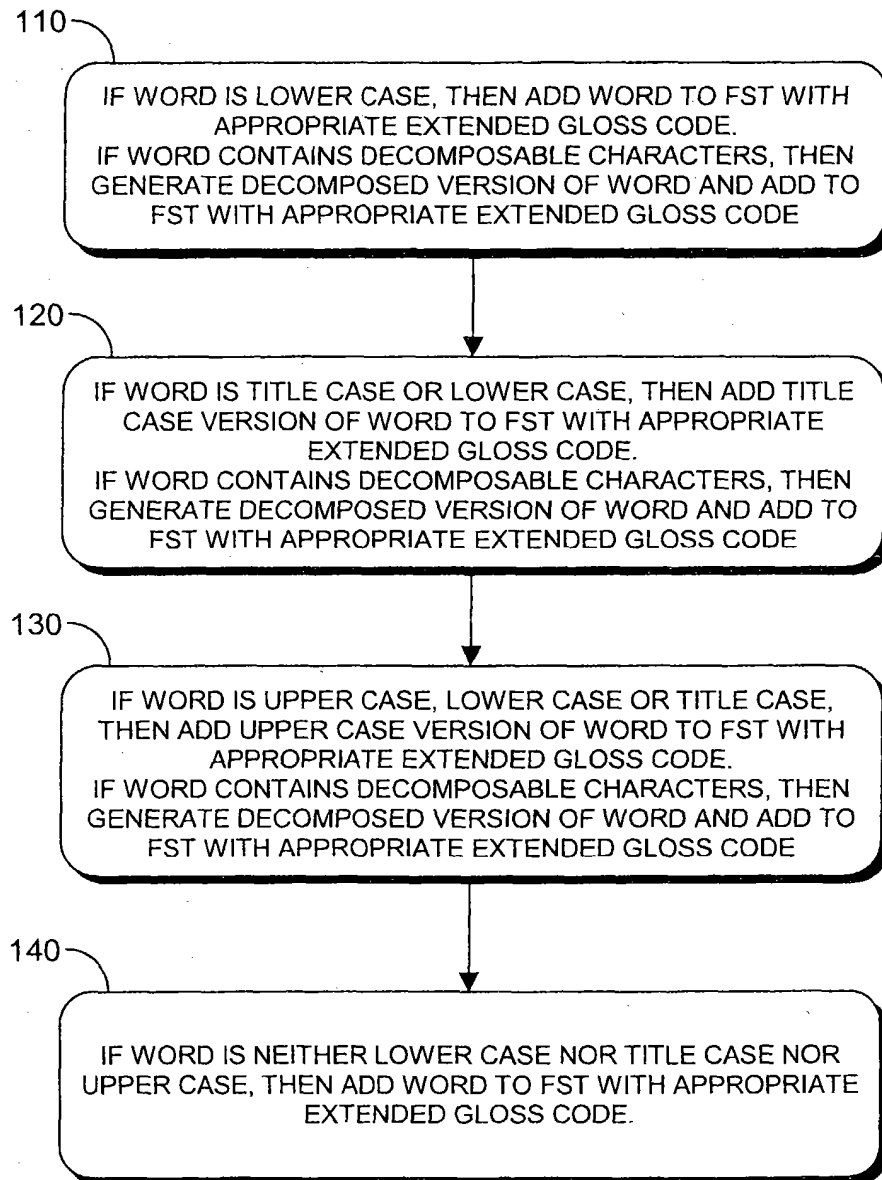 110
IF WORD IS LOWER CASE, THEN ADD WORD TO FST WITH
APPROPRIATE EXTENDED GLOSS CODE.
IF WORD CONTAINS DECOMPOSABLE CHARACTERS, THEN
GENERATE DECOMPOSED VERSION OF WORD AND ADD TO
FST WITH APPROPRIATE EXTENDED GLOSS CODE
120
IF WORD IS TITLE CASE OR LOWER CASE, THEN ADD TITLE
CASE VERSION OF WORD TO FST WITH APPROPRIATE
EXTENDED GLOSS CODE.
IF WORD CONTAINS DECOMPOSABLE CHARACTERS, THEN
GENERATE DECOMPOSED VERSION OF WORD AND ADD TO
FST WITH APPROPRIATE EXTENDED GLOSS CODE
130
IF WORD IS UPPER CASE, LOWER CASE OR TITLE CASE,
THEN ADD UPPER CASE VERSION OF WORD TO FST WITH
APPROPRIATE EXTENDED GLOSS CODE.
IF WORD CONTAINS DECOMPOSABLE CHARACTERS, THEN
GENERATE DECOMPOSED VERSION OF WORD AND ADD TO
FST WITH APPROPRIATE EXTENDED GLOSS CODE
140
IF WORD IS NEITHER LOWER CASE NOR TITLE CASE NOR
UPPER CASE, THEN ADD WORD TO FST WITH APPROPRIATE
EXTENDED GLOSS CODE.